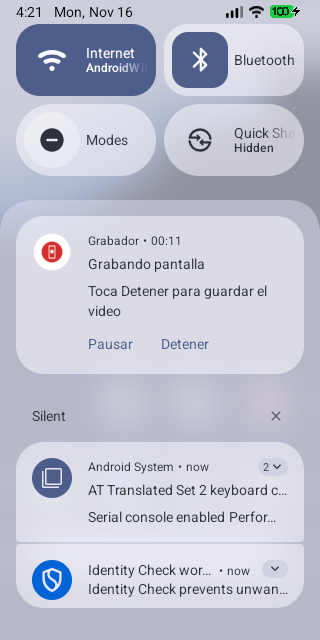 4:21 Mon, Nov 16
100
Internet
AndroidWi
Bluetooth
Modes
Quick Sha
Hidden
Grabador • 00:11
Grabando pantalla
Toca Detener para guardar el
video
Pausar Detener
Silent
Android System • now
2
AT Translated Set 2 keyboard c…
Serial console enabled Perfor…
Identity Check wor… • now
Identity Check prevents unwan…